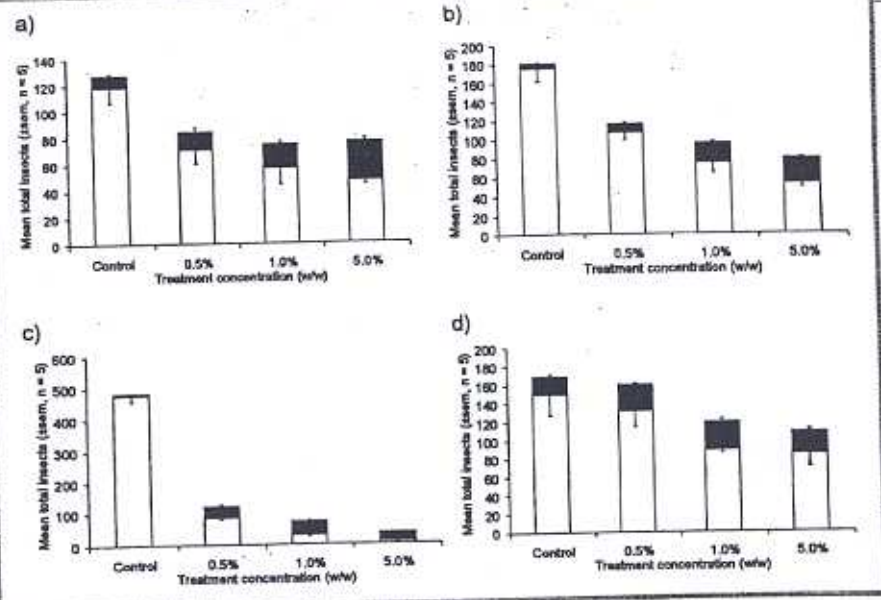 a)
Mean total insects (±sem, n = 5)
140
120
100
80
60
40
20
0
Control 0.5% 1.0% 5.0%
Treatment concentration (w/w)
b)
Mean total insects (±sem, n = 5)
200
180
160
140
120
100
80
60
40
20
0
Control 0.5% 1.0% 5.0%
Treatment concentration (w/w)
c)
Mean total insects (±sem, n = 5)
600
500
400
300
200
100
0
Control 0.5% 1.0% 5.0%
Treatment concentration (w/w)
d)
Mean total insects (±sem, n = 5)
200
180
160
140
120
100
80
60
40
20
0
Control 0.5% 1.0% 5.0%
Treatment concentration (w/w)